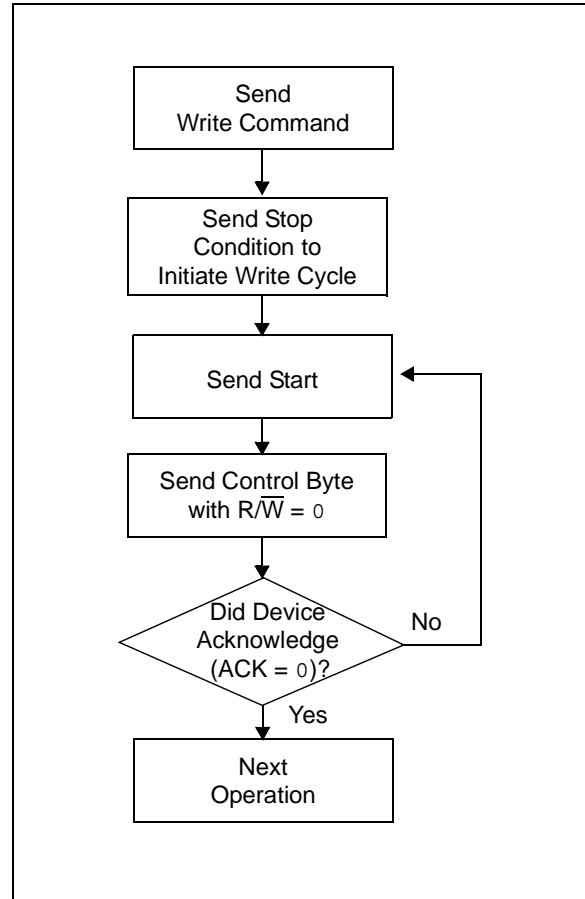 Send
Write Command
Send Stop
Condition to
Initiate Write Cycle
Send Start
Send Control Byte
with R/W̅ = 0
Did Device
Acknowledge
(ACK = 0)?
No
Yes
Next
Operation